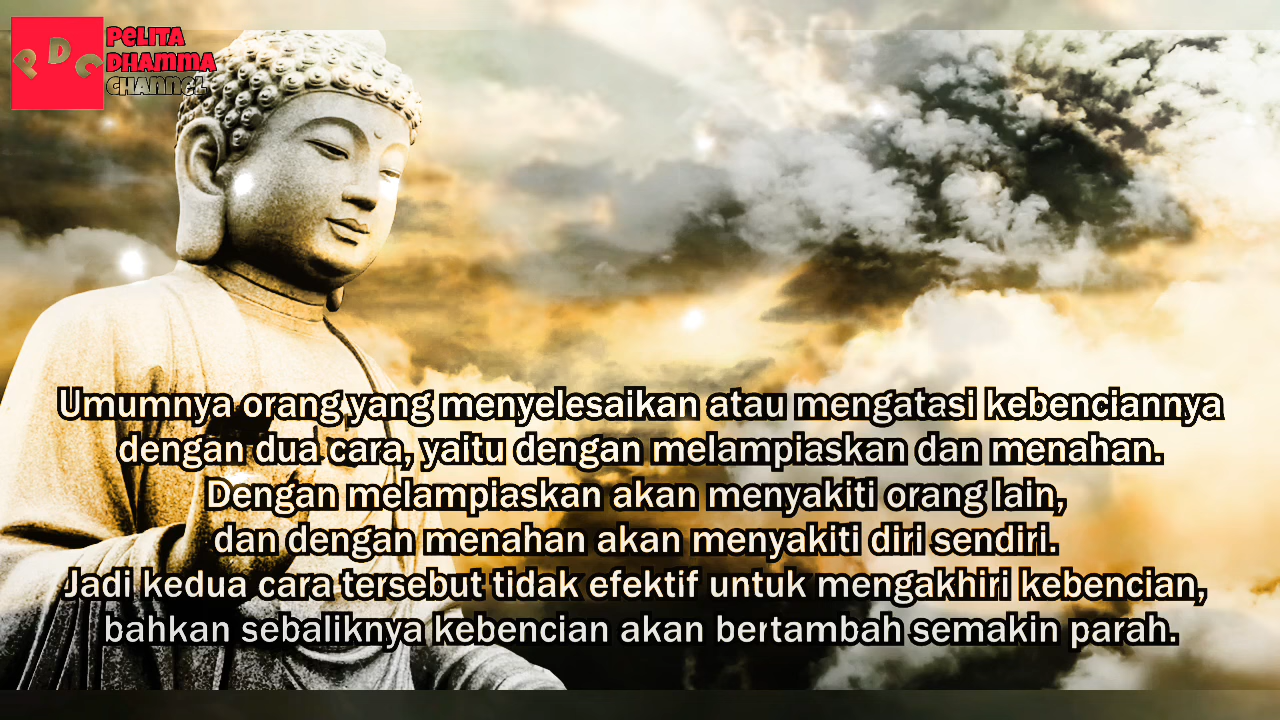 PDC
PELITA
DHAMMA
CHANNEL
Umumnya orang yang menyelesaikan atau mengatasi kebenciannya
dengan dua cara, yaitu dengan melampiaskan dan menahan.
Dengan melampiaskan akan menyakiti orang lain,
dan dengan menahan akan menyakiti diri sendiri.
Jadi kedua cara tersebut tidak efektif untuk mengakhiri kebencian,
bahkan sebaliknya kebencian akan bertambah semakin parah.